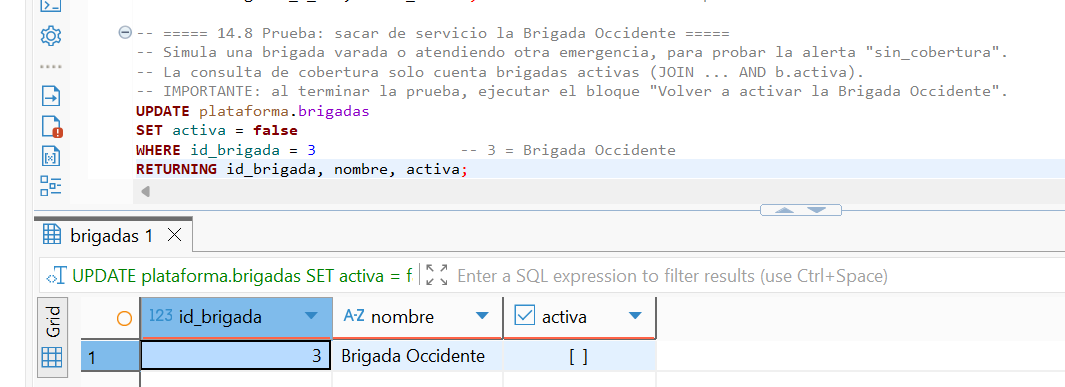 -- ===== 14.8 Prueba: sacar de servicio la Brigada Occidente =====
-- Simula una brigada varada o atendiendo otra emergencia, para probar la alerta "sin_cobertura".
-- La consulta de cobertura solo cuenta brigadas activas (JOIN ... AND b.activa).
-- IMPORTANTE: al terminar la prueba, ejecutar el bloque "Volver a activar la Brigada Occidente".
UPDATE plataforma.brigadas
SET activa = false
WHERE id_brigada = 3 -- 3 = Brigada Occidente
RETURNING id_brigada, nombre, activa;
brigadas 1
UPDATE plataforma.brigadas SET activa = f Enter a SQL expression to filter results (use Ctrl+Space)
Grid
123 id_brigada A-Z nombre activa
1 3 Brigada Occidente [ ]